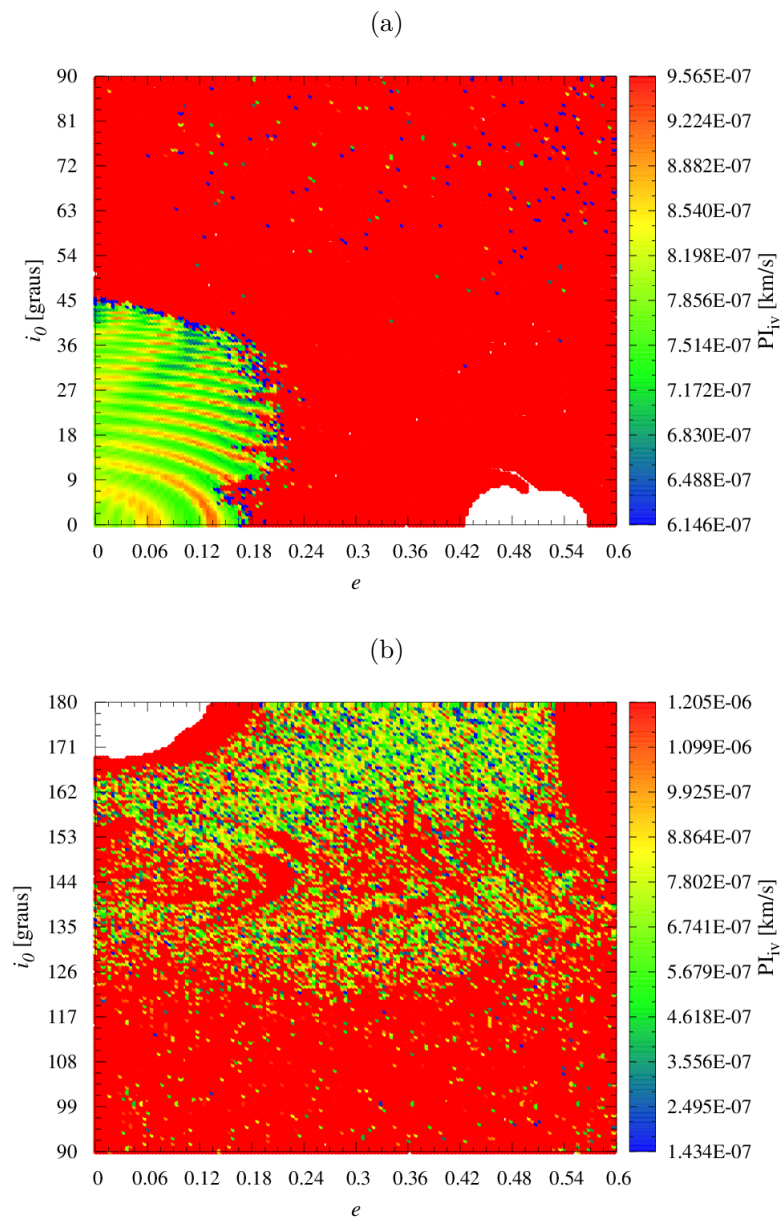 (a)
90
81
72
63
54
45
36
27
18
9
0
i0 [graus]
0 0.06 0.12 0.18 0.24 0.3 0.36 0.42 0.48 0.54 0.6
e
9.565E-07
9.224E-07
8.882E-07
8.540E-07
8.198E-07
7.856E-07
7.514E-07
7.172E-07
6.830E-07
6.488E-07
6.146E-07
PIiv [km/s]
(b)
180
171
162
153
144
135
126
117
108
99
90
i0 [graus]
0 0.06 0.12 0.18 0.24 0.3 0.36 0.42 0.48 0.54 0.6
e
1.205E-06
1.099E-06
9.925E-07
8.864E-07
7.802E-07
6.741E-07
5.679E-07
4.618E-07
3.556E-07
2.495E-07
1.434E-07
PIiv [km/s]